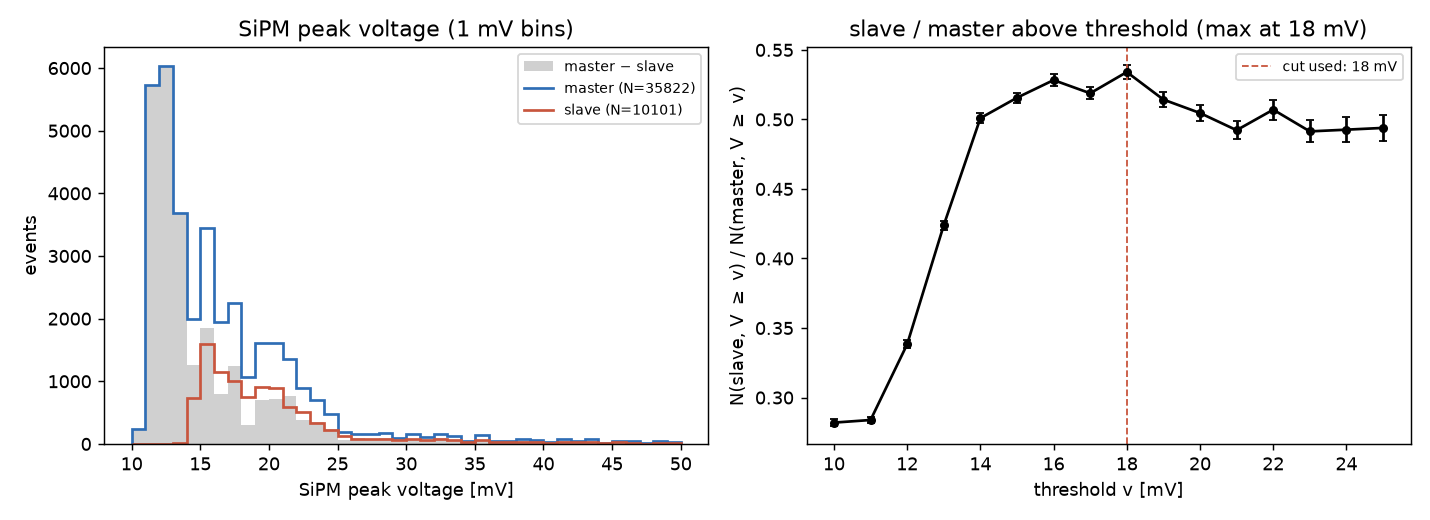 SiPM peak voltage (1 mV bins)
master − slave
master (N=35822)
slave (N=10101)
events
6000
5000
4000
3000
2000
1000
0
10 15 20 25 30 35 40 45 50
SiPM peak voltage [mV]
slave / master above threshold (max at 18 mV)
cut used: 18 mV
N(slave, V ≥ v) / N(master, V ≥ v)
0.55
0.50
0.45
0.40
0.35
0.30
10 12 14 16 18 20 22 24
threshold v [mV]